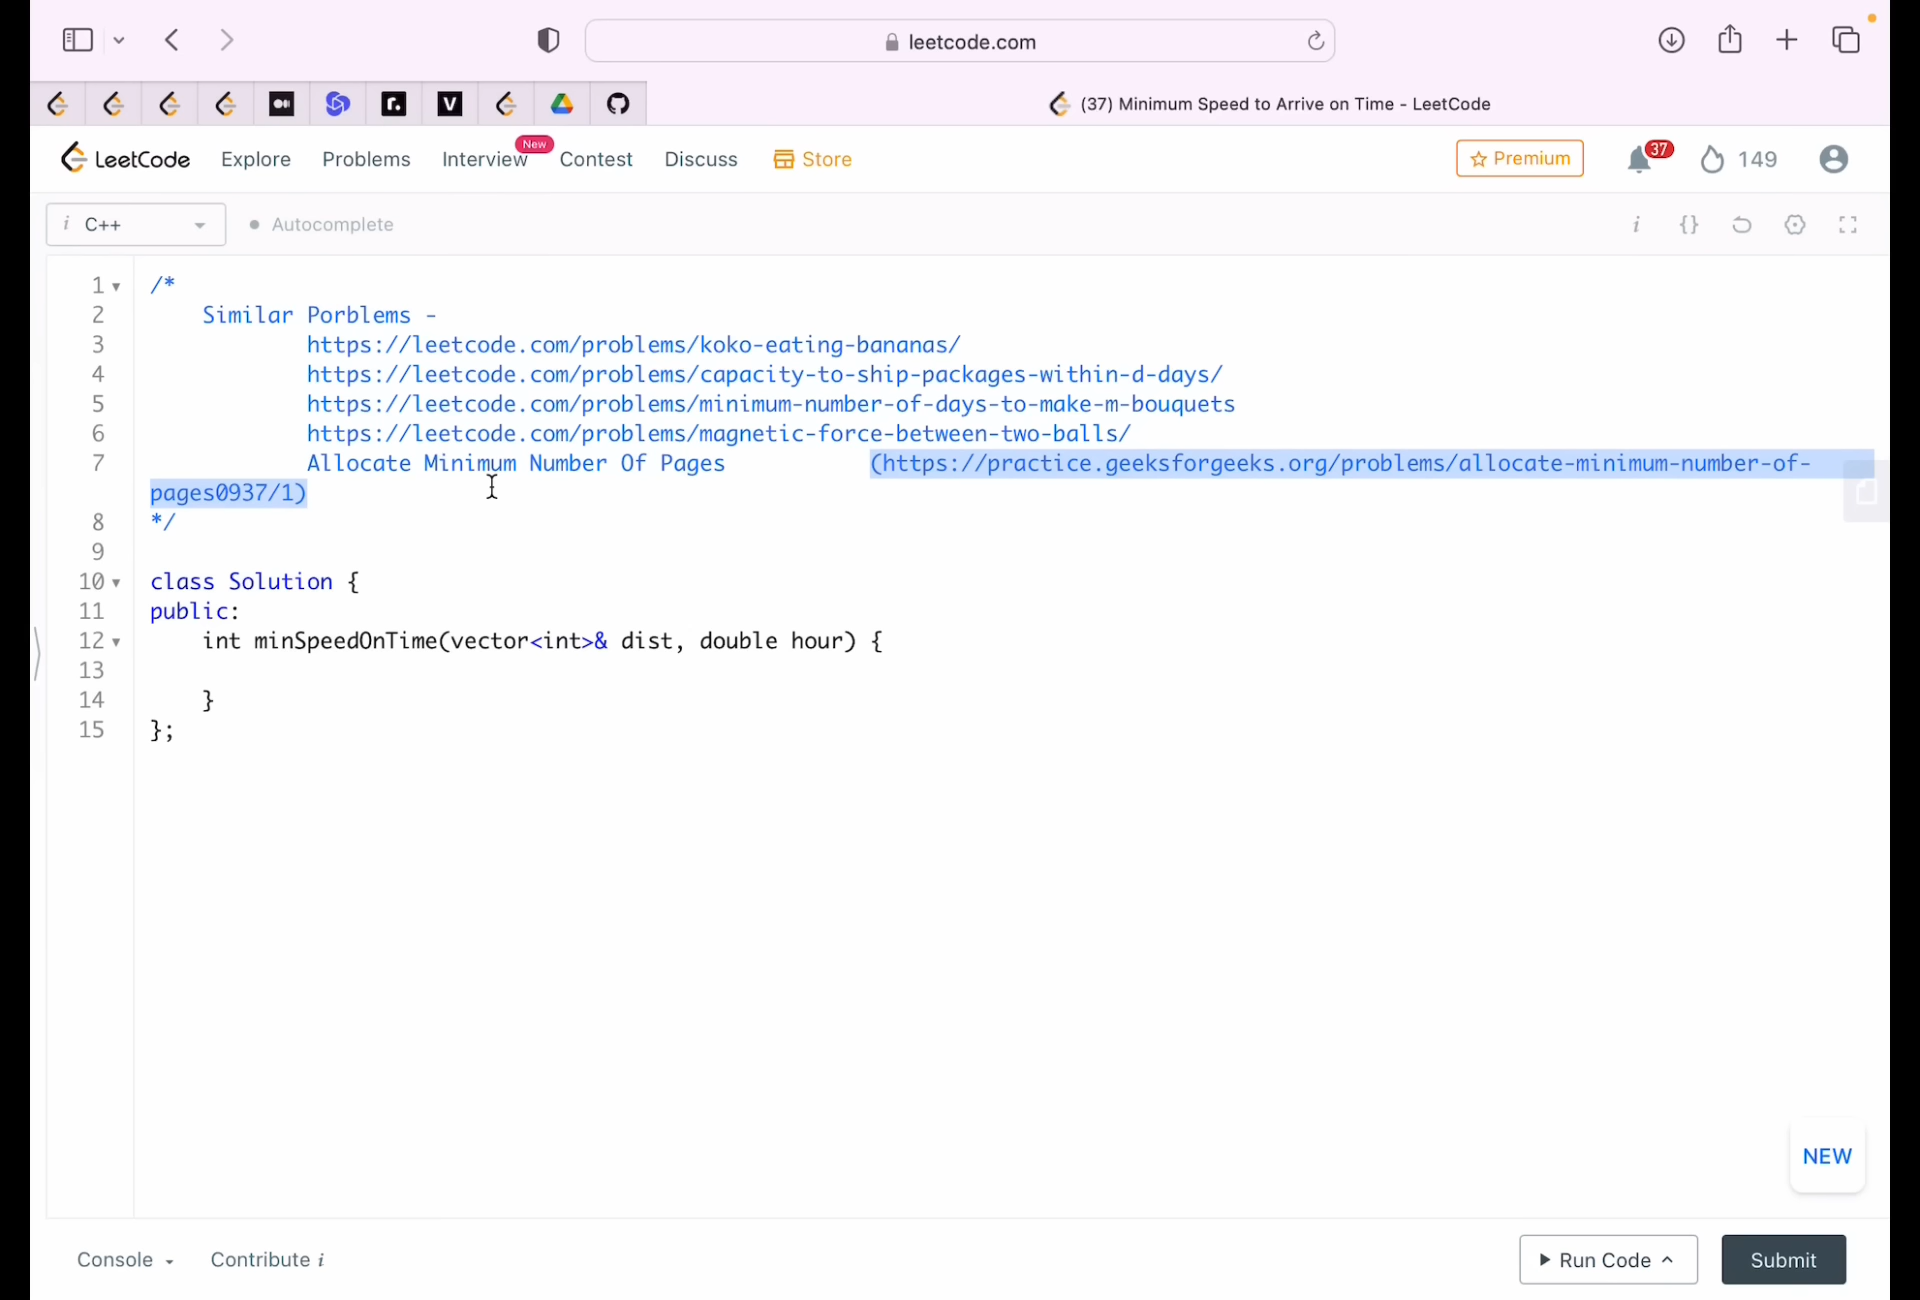 leetcode.com
(37) Minimum Speed to Arrive on Time - LeetCode
LeetCode Explore Problems Interview New Contest Discuss Store Premium 37 149
i C++ Autocomplete i {}
1 /*
2 Similar Porblems -
3 https://leetcode.com/problems/koko-eating-bananas/
4 https://leetcode.com/problems/capacity-to-ship-packages-within-d-days/
5 https://leetcode.com/problems/minimum-number-of-days-to-make-m-bouquets
6 https://leetcode.com/problems/magnetic-force-between-two-balls/
7 Allocate Minimum Number Of Pages (https://practice.geeksforgeeks.org/problems/allocate-minimum-number-of-
pages0937/1)
8 */
9
10 class Solution {
11 public:
12 int minSpeedOnTime(vector<int>& dist, double hour) {
13
14 }
15 };
NEW
Console Contribute i Run Code Submit